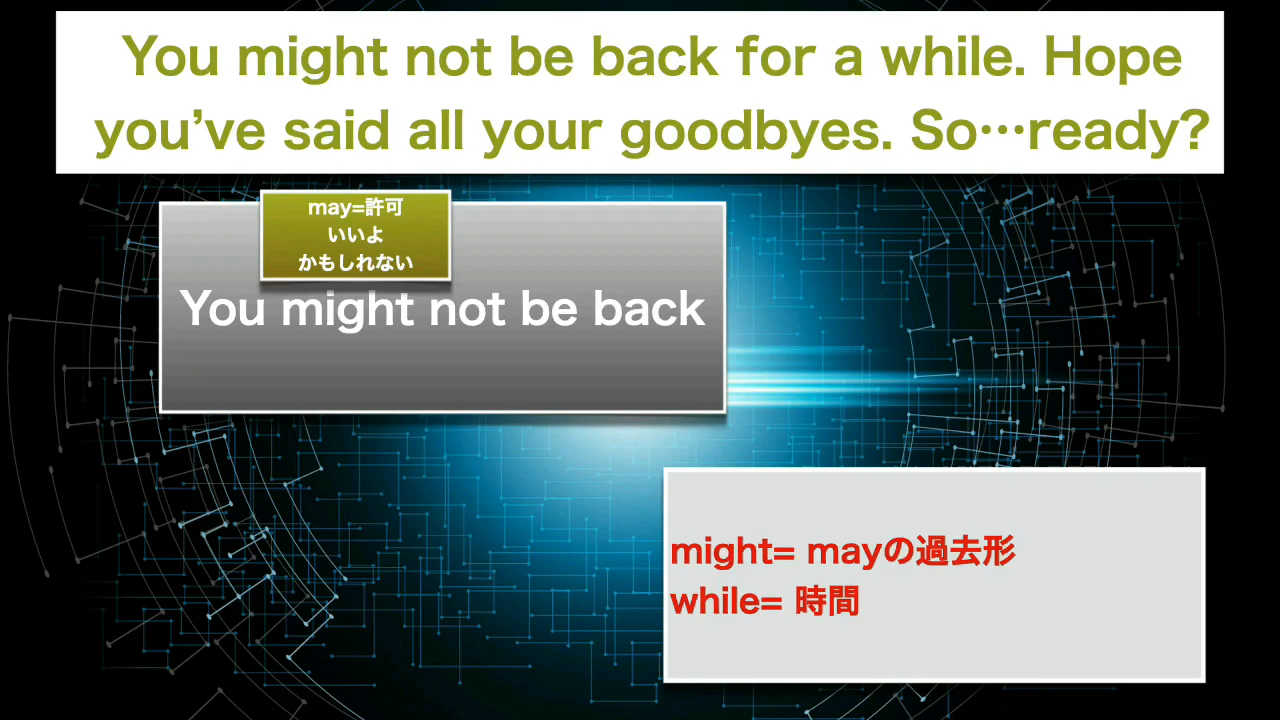 You might not be back for a while. Hope
you’ve said all your goodbyes. So…ready?
may=許可
いいよ
かもしれない
You might not be back
might= mayの過去形
while= 時間